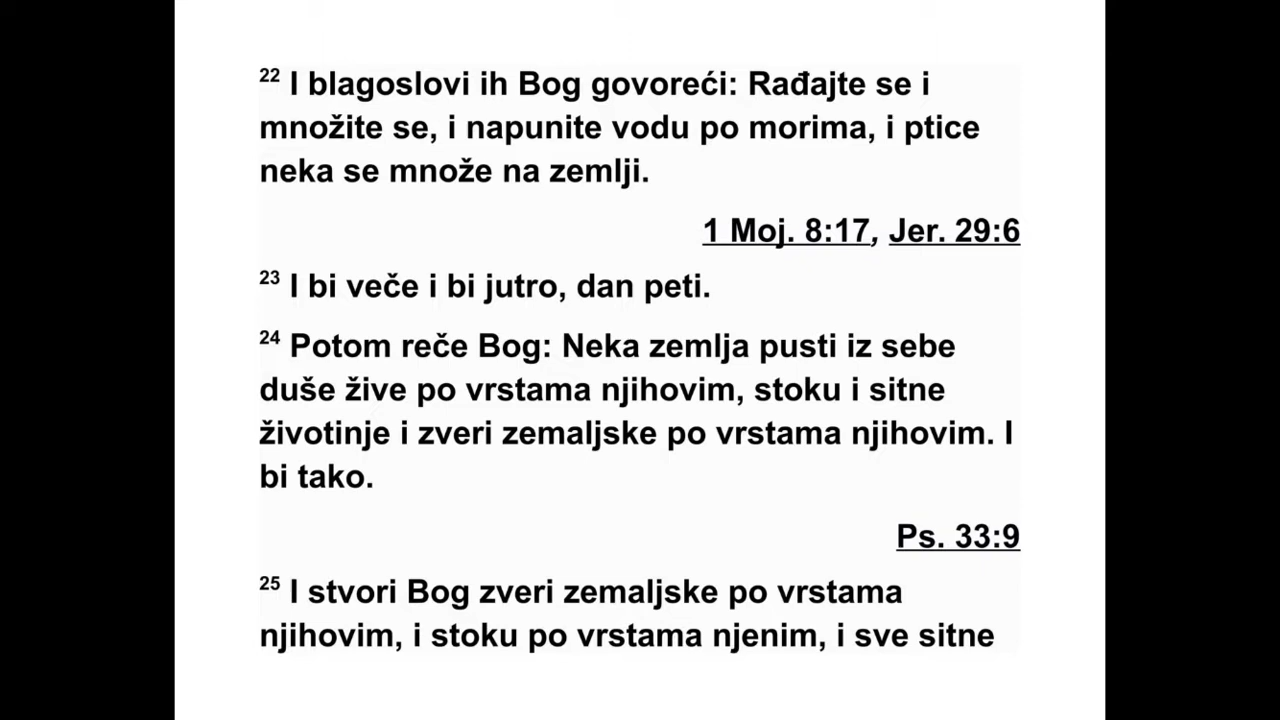 22 I blagoslovi ih Bog govoreći: Rađajte se i
množite se, i napunite vodu po morima, i ptice
neka se množe na zemlji.
1 Moj. 8:17, Jer. 29:6
23 I bi veče i bi jutro, dan peti.
24 Potom reče Bog: Neka zemlja pusti iz sebe
duše žive po vrstama njihovim, stoku i sitne
životinje i zveri zemaljske po vrstama njihovim. I
bi tako.
Ps. 33:9
25 I stvori Bog zveri zemaljske po vrstama
njihovim, i stoku po vrstama njenim, i sve sitne